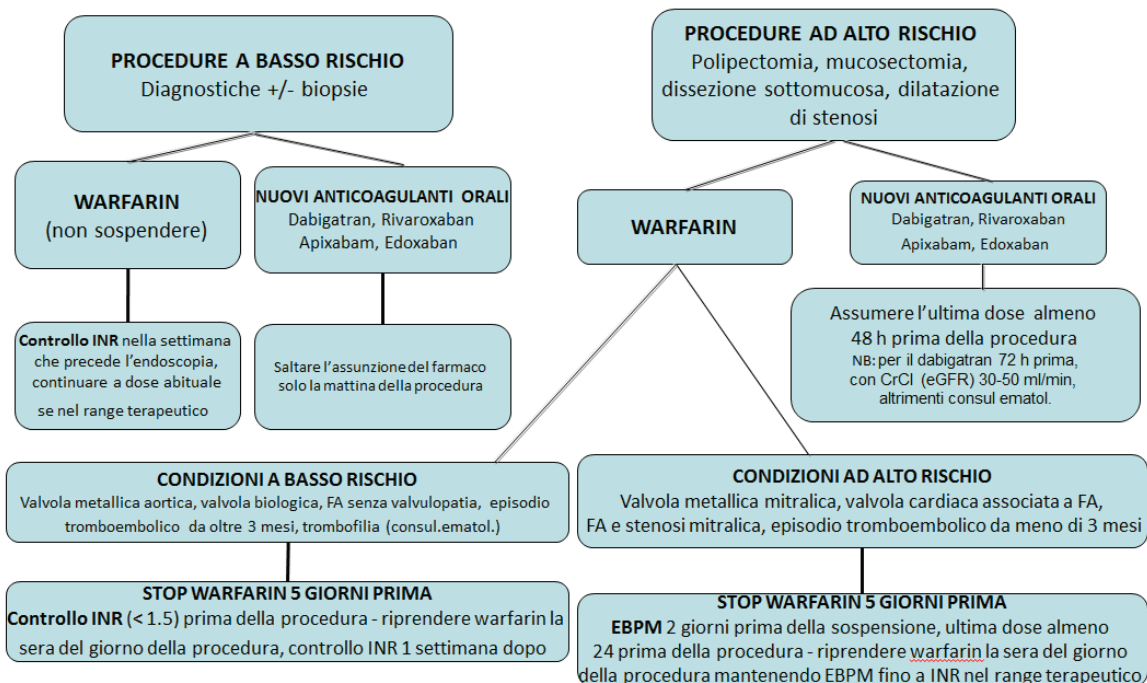 PROCEDURE A BASSO RISCHIO
Diagnostiche +/- biopsie
PROCEDURE AD ALTO RISCHIO
Polipectomia, mucosectomia,
dissezione sottomucosa, dilatazione
di stenosi
WARFARIN
(non sospendere)
NUOVI ANTICOAGULANTI ORALI
Dabigatran, Rivaroxaban
Apixabam, Edoxaban
WARFARIN
NUOVI ANTICOAGULANTI ORALI
Dabigatran, Rivaroxaban
Apixabam, Edoxaban
Controllo INR nella settimana
che precede l'endoscopia,
continuare a dose abituale
se nel range terapeutico
Saltare l'assunzione del farmaco
solo la mattina della procedura
Assumere l'ultima dose almeno
48 h prima della procedura
NB: per il dabigatran 72 h prima,
con CrCl (eGFR) 30-50 ml/min,
altrimenti consul ematol.
CONDIZIONI A BASSO RISCHIO
Valvola metallica aortica, valvola biologica, FA senza valvulopatia, episodio
tromboembolico da oltre 3 mesi, trombofilia (consul.ematol.)
CONDIZIONI AD ALTO RISCHIO
Valvola metallica mitralica, valvola cardiaca associata a FA,
FA e stenosi mitralica, episodio tromboembolico da meno di 3 mesi
STOP WARFARIN 5 GIORNI PRIMA
Controllo INR (< 1.5) prima della procedura - riprendere warfarin la
sera del giorno della procedura, controllo INR 1 settimana dopo
STOP WARFARIN 5 GIORNI PRIMA
EBPM 2 giorni prima della sospensione, ultima dose almeno
24 prima della procedura - riprendere warfarin la sera del giorno
della procedura mantenendo EBPM fino a INR nel range terapeutico